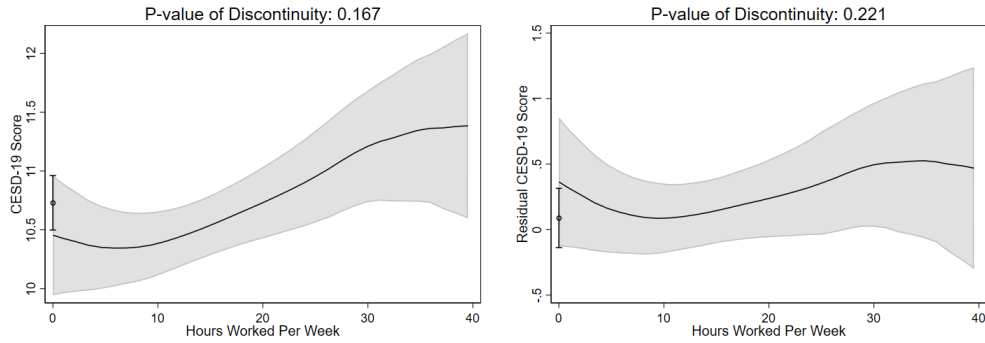 P-value of Discontinuity: 0.167
CESD-19 Score
12
11.5
11
10.5
10
0 10 20 30 40
Hours Worked Per Week
P-value of Discontinuity: 0.221
Residual CESD-19 Score
1.5
1
.5
0
-.5
0 10 20 30 40
Hours Worked Per Week